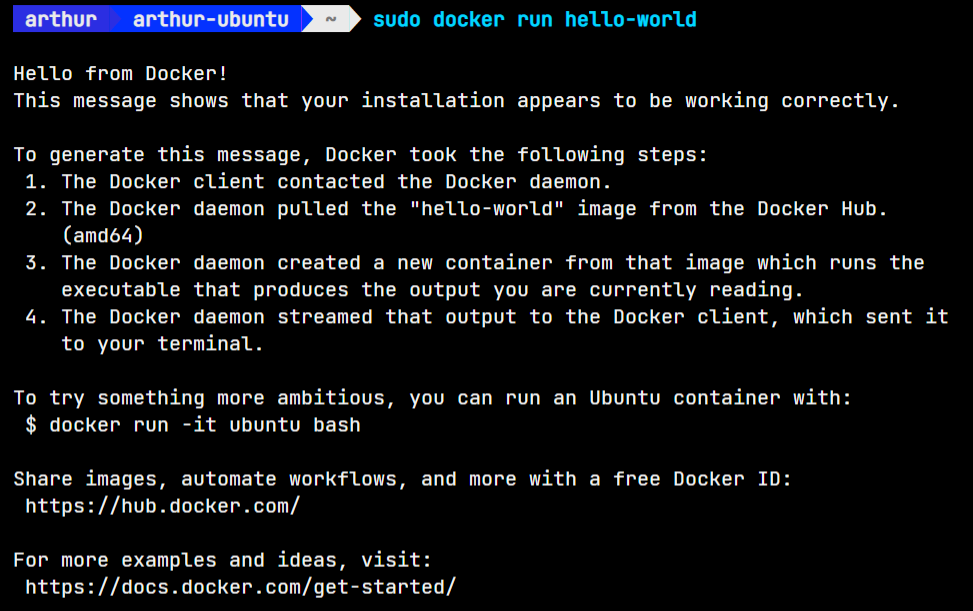 arthur arthur-ubuntu ~ sudo docker run hello-world
Hello from Docker!
This message shows that your installation appears to be working correctly.
To generate this message, Docker took the following steps:
1. The Docker client contacted the Docker daemon.
2. The Docker daemon pulled the "hello-world" image from the Docker Hub.
(amd64)
3. The Docker daemon created a new container from that image which runs the
executable that produces the output you are currently reading.
4. The Docker daemon streamed that output to the Docker client, which sent it
to your terminal.
To try something more ambitious, you can run an Ubuntu container with:
$ docker run -it ubuntu bash
Share images, automate workflows, and more with a free Docker ID:
https://hub.docker.com/
For more examples and ideas, visit:
https://docs.docker.com/get-started/